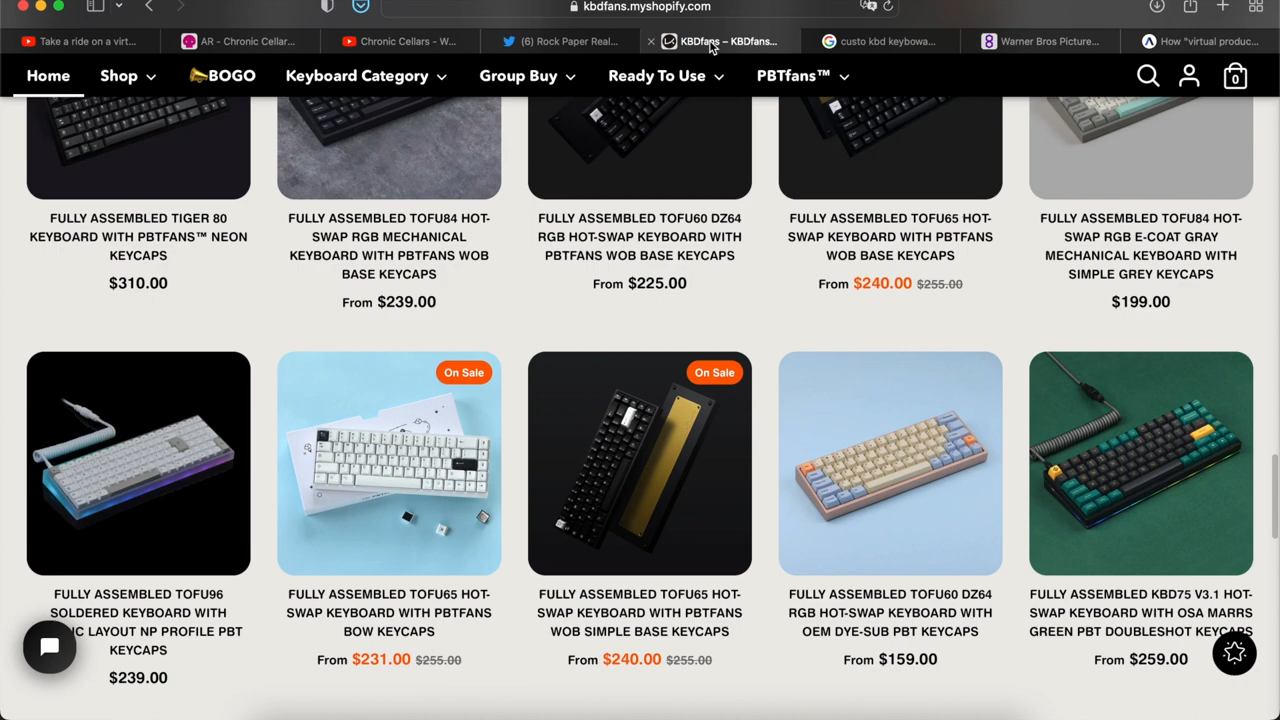 kbdfans.myshopify.com
Take a ride on a virt...
AR - Chronic Cellar...
Chronic Cellars - W...
(6) Rock Paper Real...
KBDfans – KBDfans...
custo kbd keybowa...
Warner Bros Picture...
How "virtual produc...
Home
Shop
BOGO
Keyboard Category
Group Buy
Ready To Use
PBTfans™
0
FULLY ASSEMBLED TIGER 80
KEYBOARD WITH PBTFANS™ NEON
KEYCAPS
$310.00
FULLY ASSEMBLED TOFU84 HOT-
SWAP RGB MECHANICAL
KEYBOARD WITH PBTFANS WOB
BASE KEYCAPS
From $239.00
FULLY ASSEMBLED TOFU60 DZ64
RGB HOT-SWAP KEYBOARD WITH
PBTFANS WOB BASE KEYCAPS
From $225.00
FULLY ASSEMBLED TOFU65 HOT-
SWAP KEYBOARD WITH PBTFANS
WOB BASE KEYCAPS
From $240.00 $255.00
FULLY ASSEMBLED TOFU84 HOT-
SWAP RGB E-COAT GRAY
MECHANICAL KEYBOARD WITH
SIMPLE GREY KEYCAPS
$199.00
FULLY ASSEMBLED TOFU96
SOLDERED KEYBOARD WITH
IC LAYOUT NP PROFILE PBT
KEYCAPS
$239.00
On Sale
FULLY ASSEMBLED TOFU65 HOT-
SWAP KEYBOARD WITH PBTFANS
BOW KEYCAPS
From $231.00 $255.00
On Sale
FULLY ASSEMBLED TOFU65 HOT-
SWAP KEYBOARD WITH PBTFANS
WOB SIMPLE BASE KEYCAPS
From $240.00 $255.00
FULLY ASSEMBLED TOFU60 DZ64
RGB HOT-SWAP KEYBOARD WITH
OEM DYE-SUB PBT KEYCAPS
From $159.00
FULLY ASSEMBLED KBD75 V3.1 HOT-
SWAP KEYBOARD WITH OSA MARRS
GREEN PBT DOUBLESHOT KEYCAPS
From $259.00